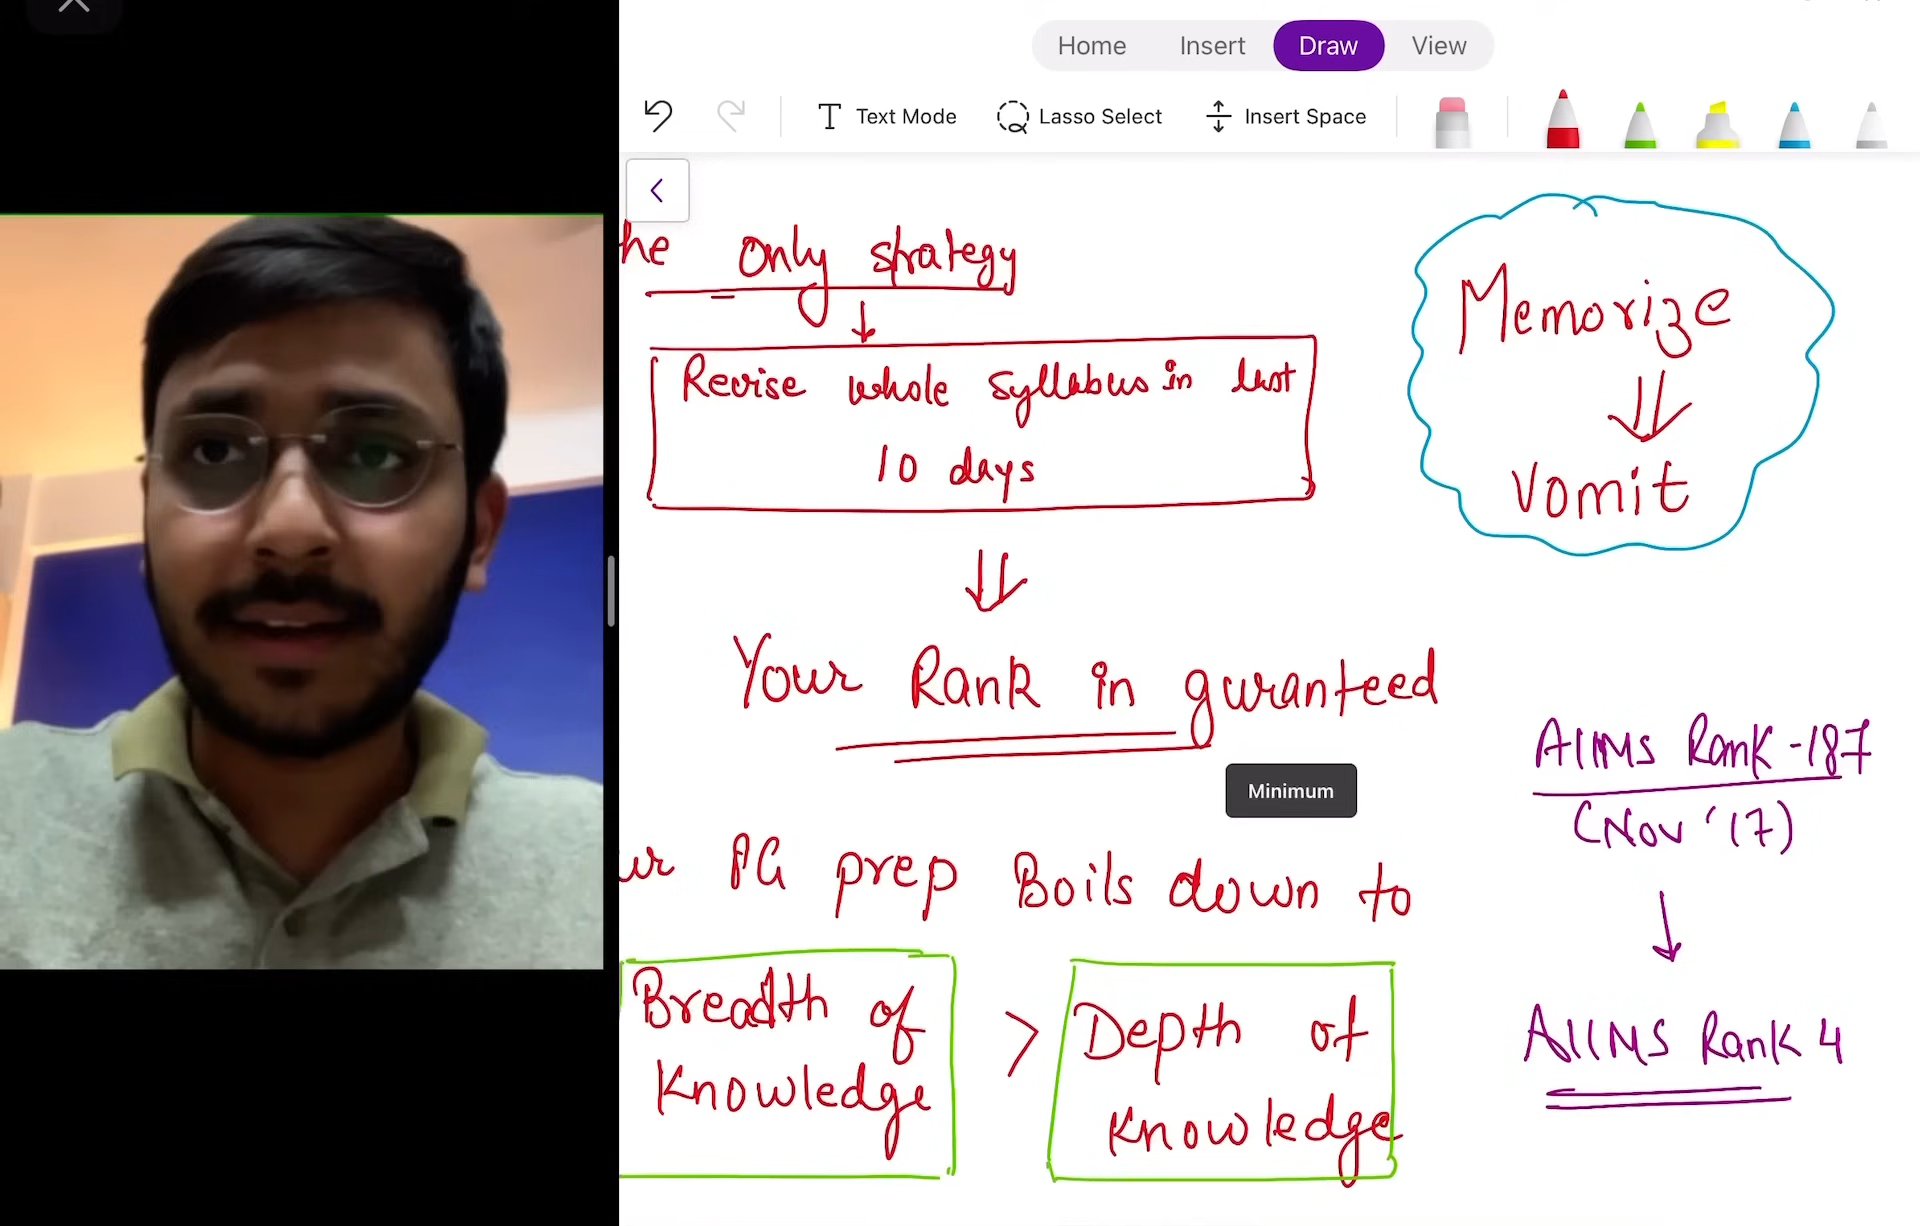 Home Insert Draw View
Text Mode Lasso Select Insert Space
he only strategy
Revise whole syllabus in last
10 days
Your Rank in guranteed
Minimum
ur PG prep Boils down to
Breadth of
Knowledge
>
Depth of
Knowledge
Memorize
Vomit
AIIMS Rank -187
(Nov '17)
AIIMS Rank 4